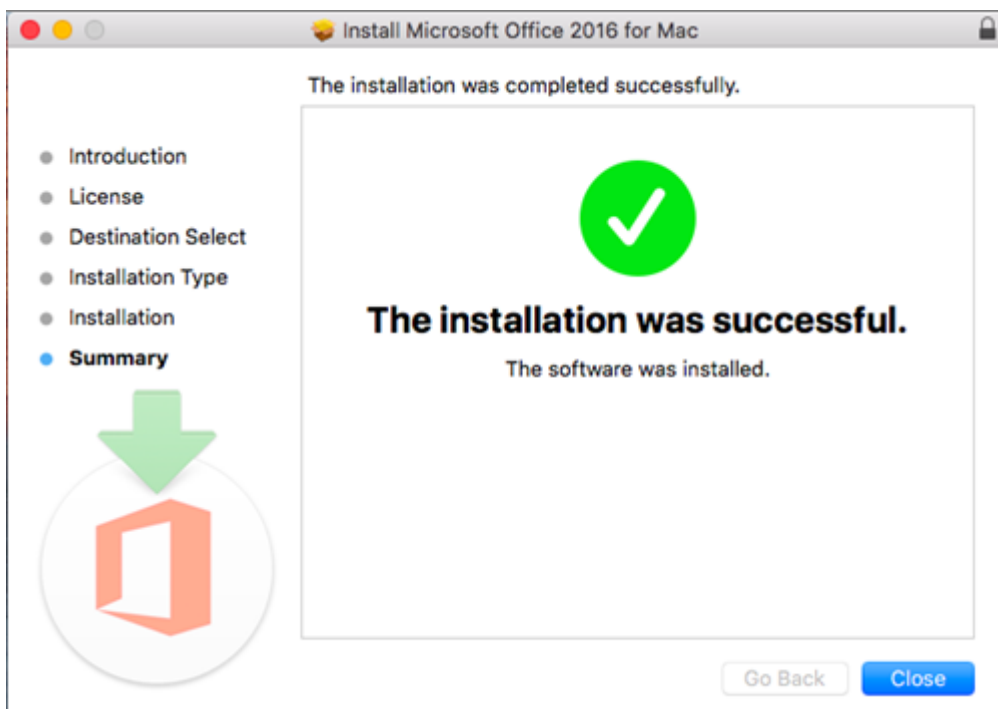 Install Microsoft Office 2016 for Mac
The installation was completed successfully.
Introduction
License
Destination Select
Installation Type
Installation
Summary
The installation was successful.
The software was installed.
Go Back
Close